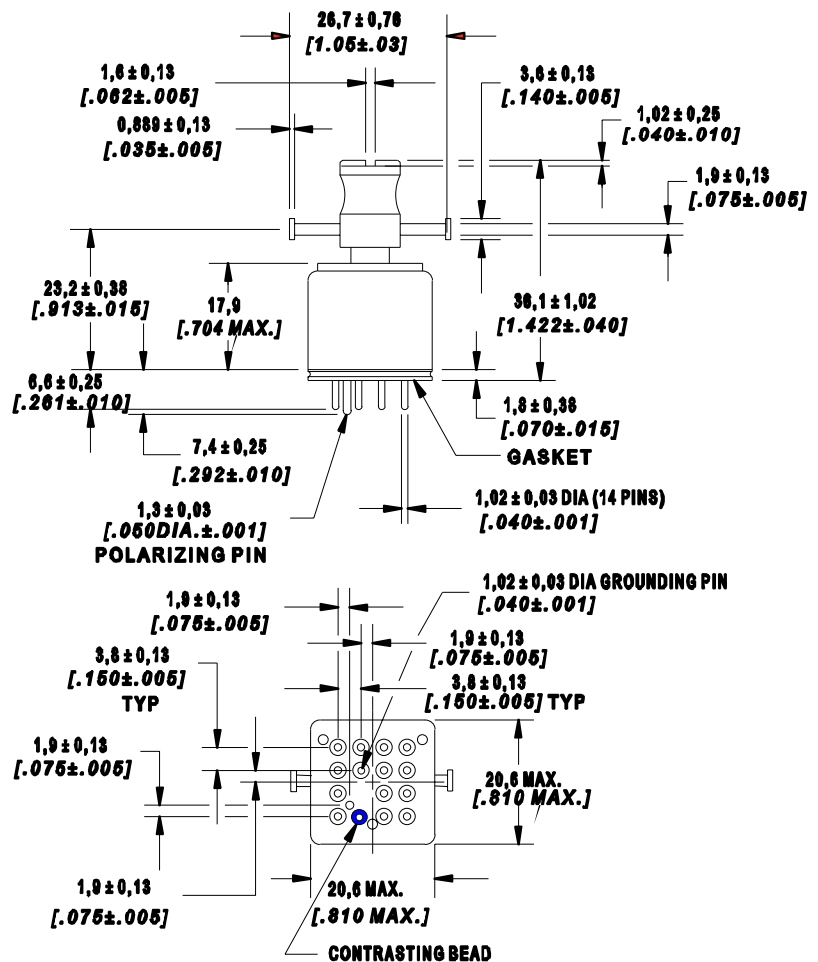 26,7 ± 0,76
[1.05±.03]
1,6 ± 0,13
[.062±.005]
3,6 ± 0,13
[.140±.005]
1,02 ± 0,25
[.040±.010]
0,889 ± 0,13
[.035±.005]
1,9 ± 0,13
[.075±.005]
23,2 ± 0,38
[.913±.015]
17,9
[.704 MAX.]
36,1 ± 1,02
[1.422±.040]
6,6 ± 0,25
[.261±.010]
1,8 ± 0,38
[.070±.015]
GASKET
7,4 ± 0,25
[.292±.010]
1,3 ± 0,03
[.050DIA.±.001]
POLARIZING PIN
1,02 ± 0,03 DIA (14 PINS)
[.040±.001]
1,02 ± 0,03 DIA GROUNDING PIN
[.040±.001]
1,9 ± 0,13
[.075±.005]
1,9 ± 0,13
[.075±.005]
3,8 ± 0,13
[.150±.005]
TYP
3,8 ± 0,13
[.150±.005] TYP
1,9 ± 0,13
[.075±.005]
20,6 MAX.
[.810 MAX.]
1,9 ± 0,13
[.075±.005]
20,6 MAX.
[.810 MAX.]
CONTRASTING BEAD